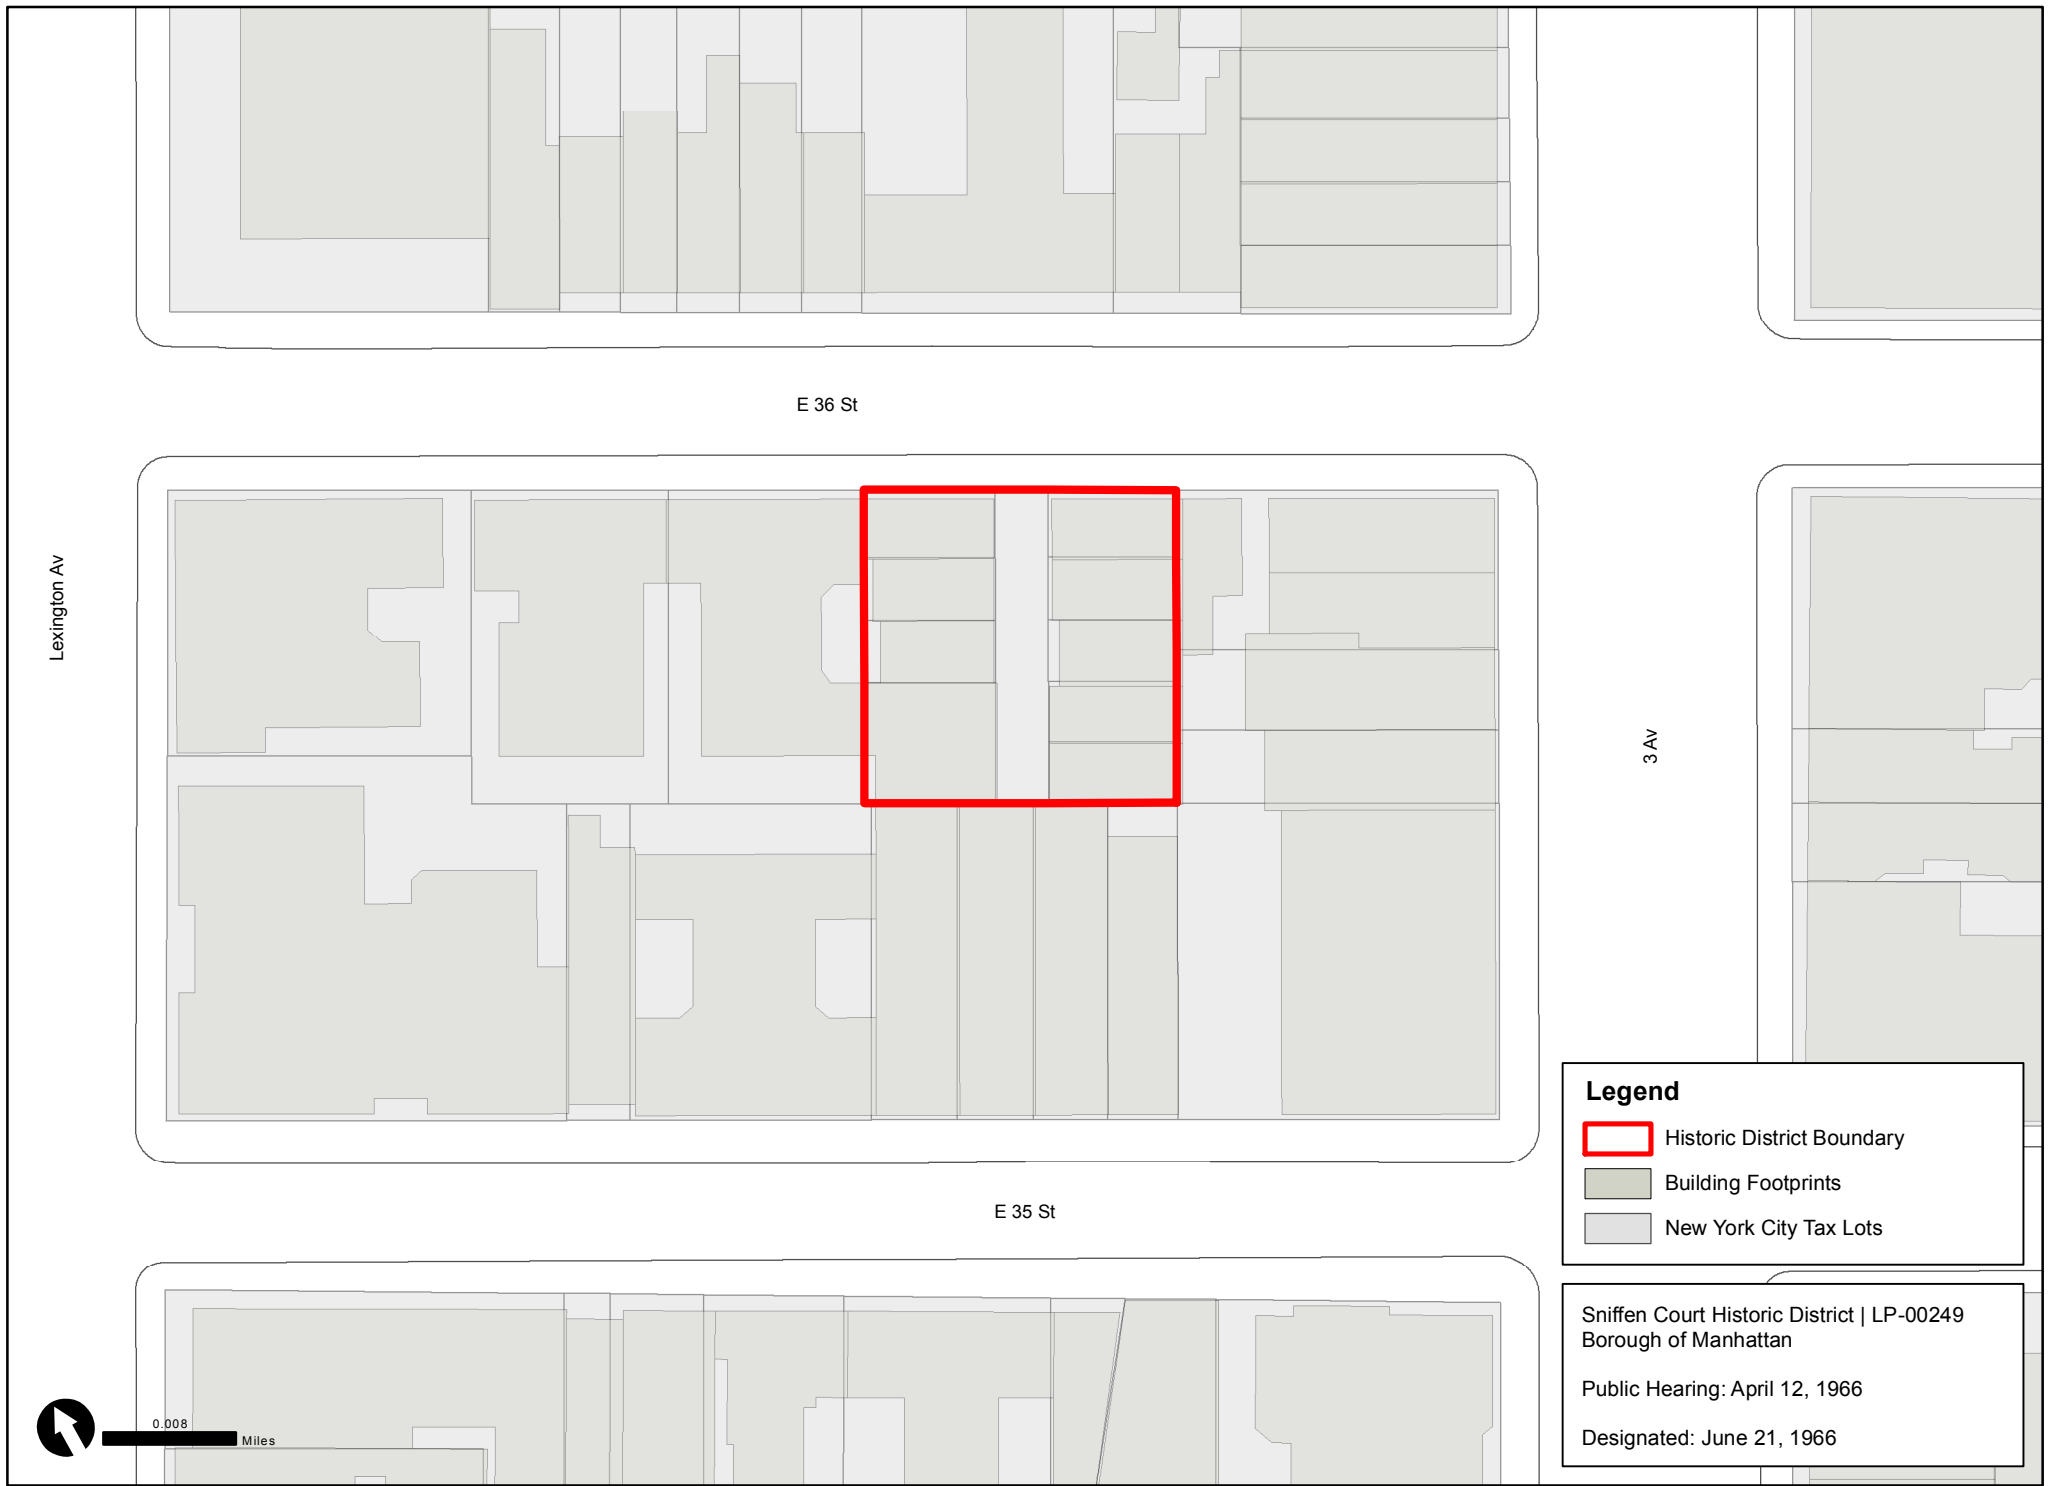 E 36 St
Lexington Av
3 Av
E 35 St
Legend
Historic District Boundary
Building Footprints
New York City Tax Lots
Sniffen Court Historic District | LP-00249
Borough of Manhattan
Public Hearing: April 12, 1966
Designated: June 21, 1966
0.008
Miles